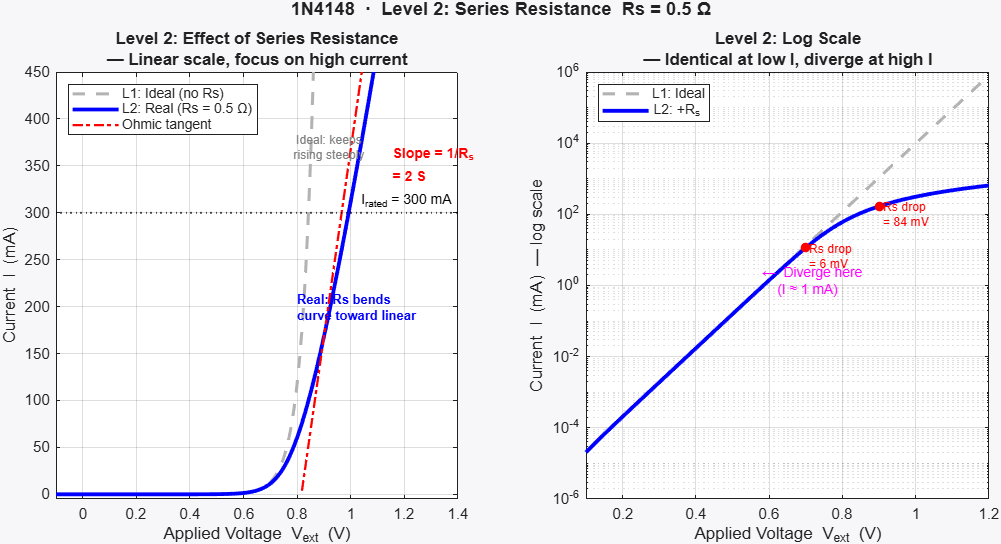 1N4148 · Level 2: Series Resistance Rs = 0.5 Ω
Level 2: Effect of Series Resistance
— Linear scale, focus on high current
L1: Ideal (no Rs)
L2: Real (Rs = 0.5 Ω)
Ohmic tangent
Ideal: keeps
rising steeply
Slope = 1/Rs
= 2 S
Irated = 300 mA
Real: Rs bends
curve toward linear
Current I (mA)
450
400
350
300
250
200
150
100
50
0
0
0.2
0.4
0.6
0.8
1
1.2
1.4
Applied Voltage Vext (V)
Level 2: Log Scale
— Identical at low I, diverge at high I
L1: Ideal
L2: +Rs
Rs drop
= 84 mV
Rs drop
= 6 mV
← Diverge here
(I ≈ 1 mA)
Current I (mA) — log scale
10^6
10^4
10^2
10^0
10^-2
10^-4
10^-6
0.2
0.4
0.6
0.8
1
1.2
Applied Voltage Vext (V)